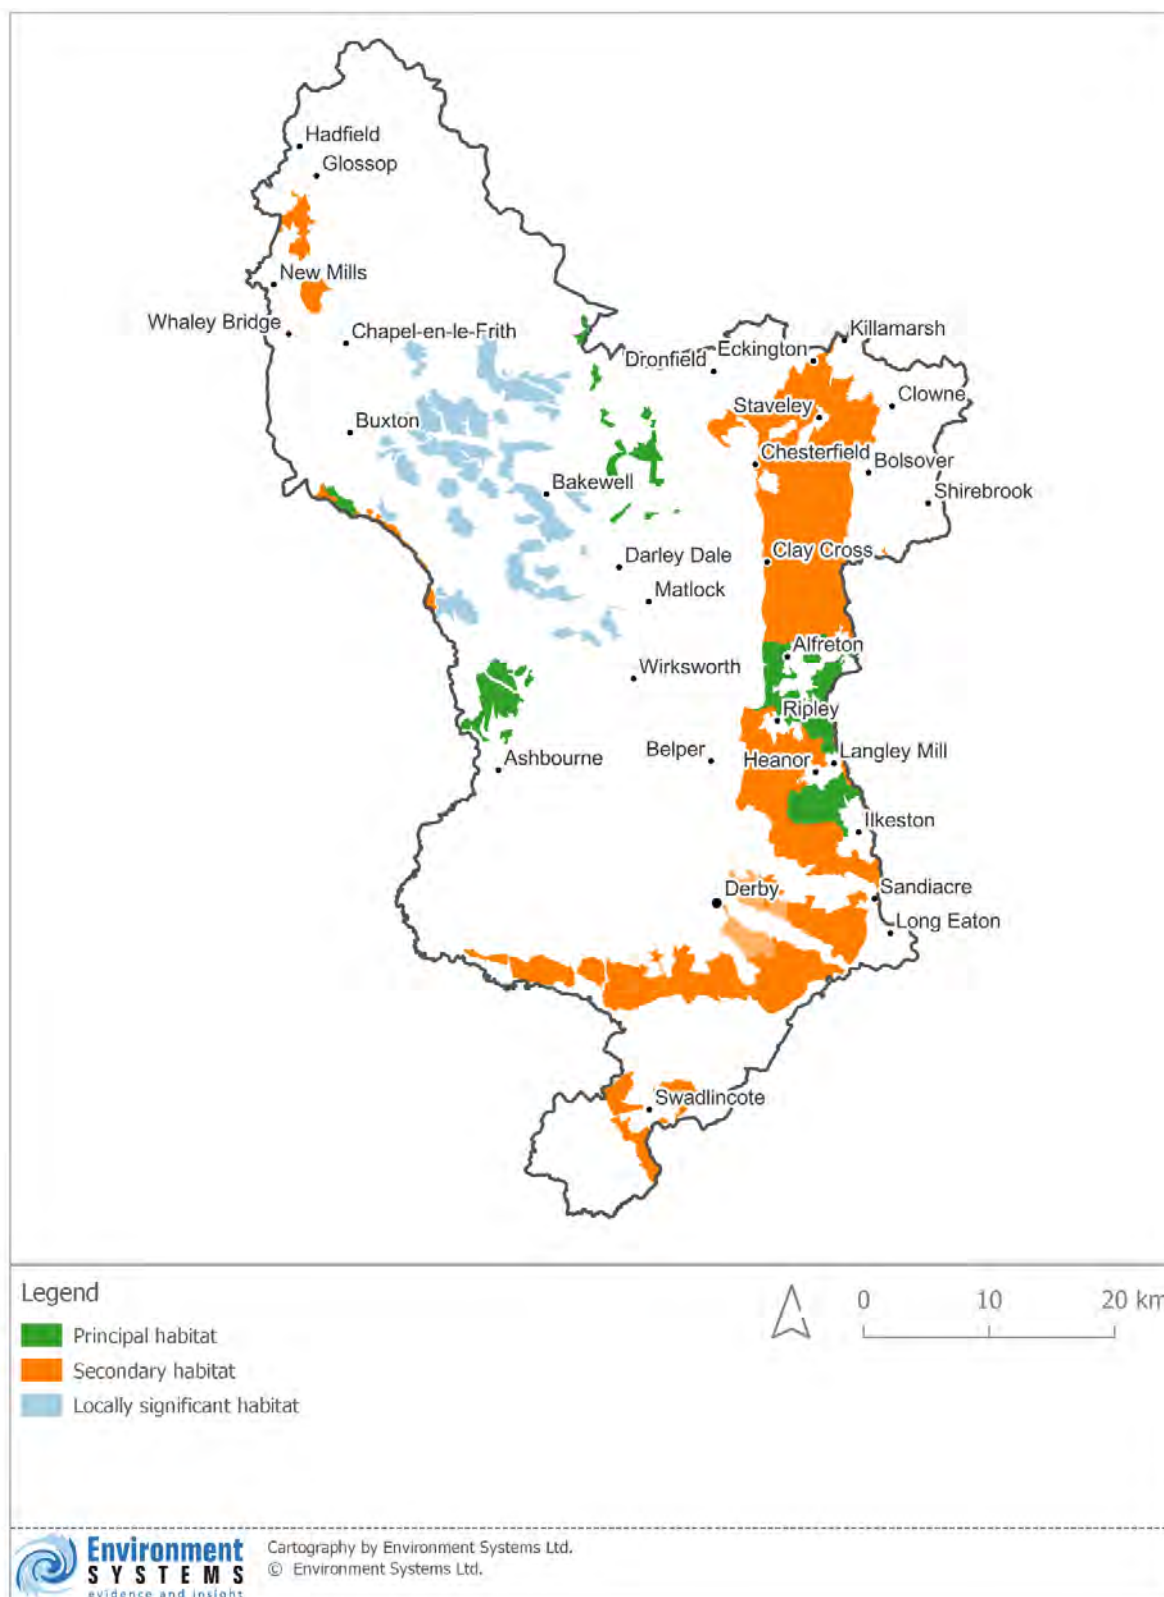 Hadfield
Glossop
New Mills
Whaley Bridge
Chapel-en-le-Frith
Killamarsh
Eckington
Dronfield
Clowne
Staveley
Buxton
Chesterfield
Bolsover
Bakewell
Shirebrook
Clay Cross
Darley Dale
Matlock
Alfreton
Wirksworth
Ripley
Belper
Langley Mill
Ashbourne
Heanor
Ilkeston
Derby
Sandiacre
Long Eaton
Swadlincote
Legend
Principal habitat
Secondary habitat
Locally significant habitat
0 10 20 km
Environment
SYSTEMS
evidence and insight
Cartography by Environment Systems Ltd.
© Environment Systems Ltd.